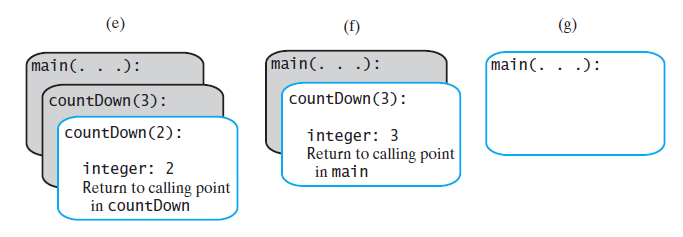 (e)
main(. . .):
countDown(3):
countDown(2):
integer: 2
Return to calling point
in countDown
(f)
main(. . .):
countDown(3):
integer: 3
Return to calling point
in main
(g)
main(. . .):